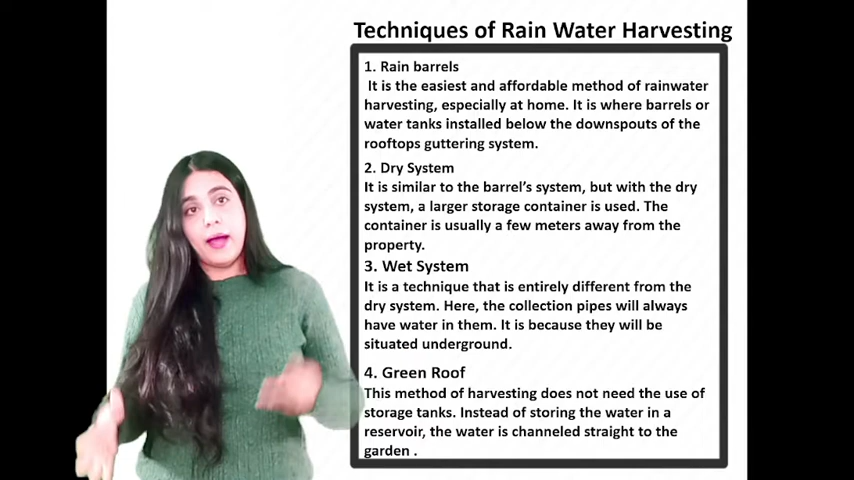 Techniques of Rain Water Harvesting
1. Rain barrels
It is the easiest and affordable method of rainwater
harvesting, especially at home. It is where barrels or
water tanks installed below the downspouts of the
rooftops guttering system.
2. Dry System
It is similar to the barrel's system, but with the dry
system, a larger storage container is used. The
container is usually a few meters away from the
property.
3. Wet System
It is a technique that is entirely different from the
dry system. Here, the collection pipes will always
have water in them. It is because they will be
situated underground.
4. Green Roof
This method of harvesting does not need the use of
storage tanks. Instead of storing the water in a
reservoir, the water is channeled straight to the
garden .